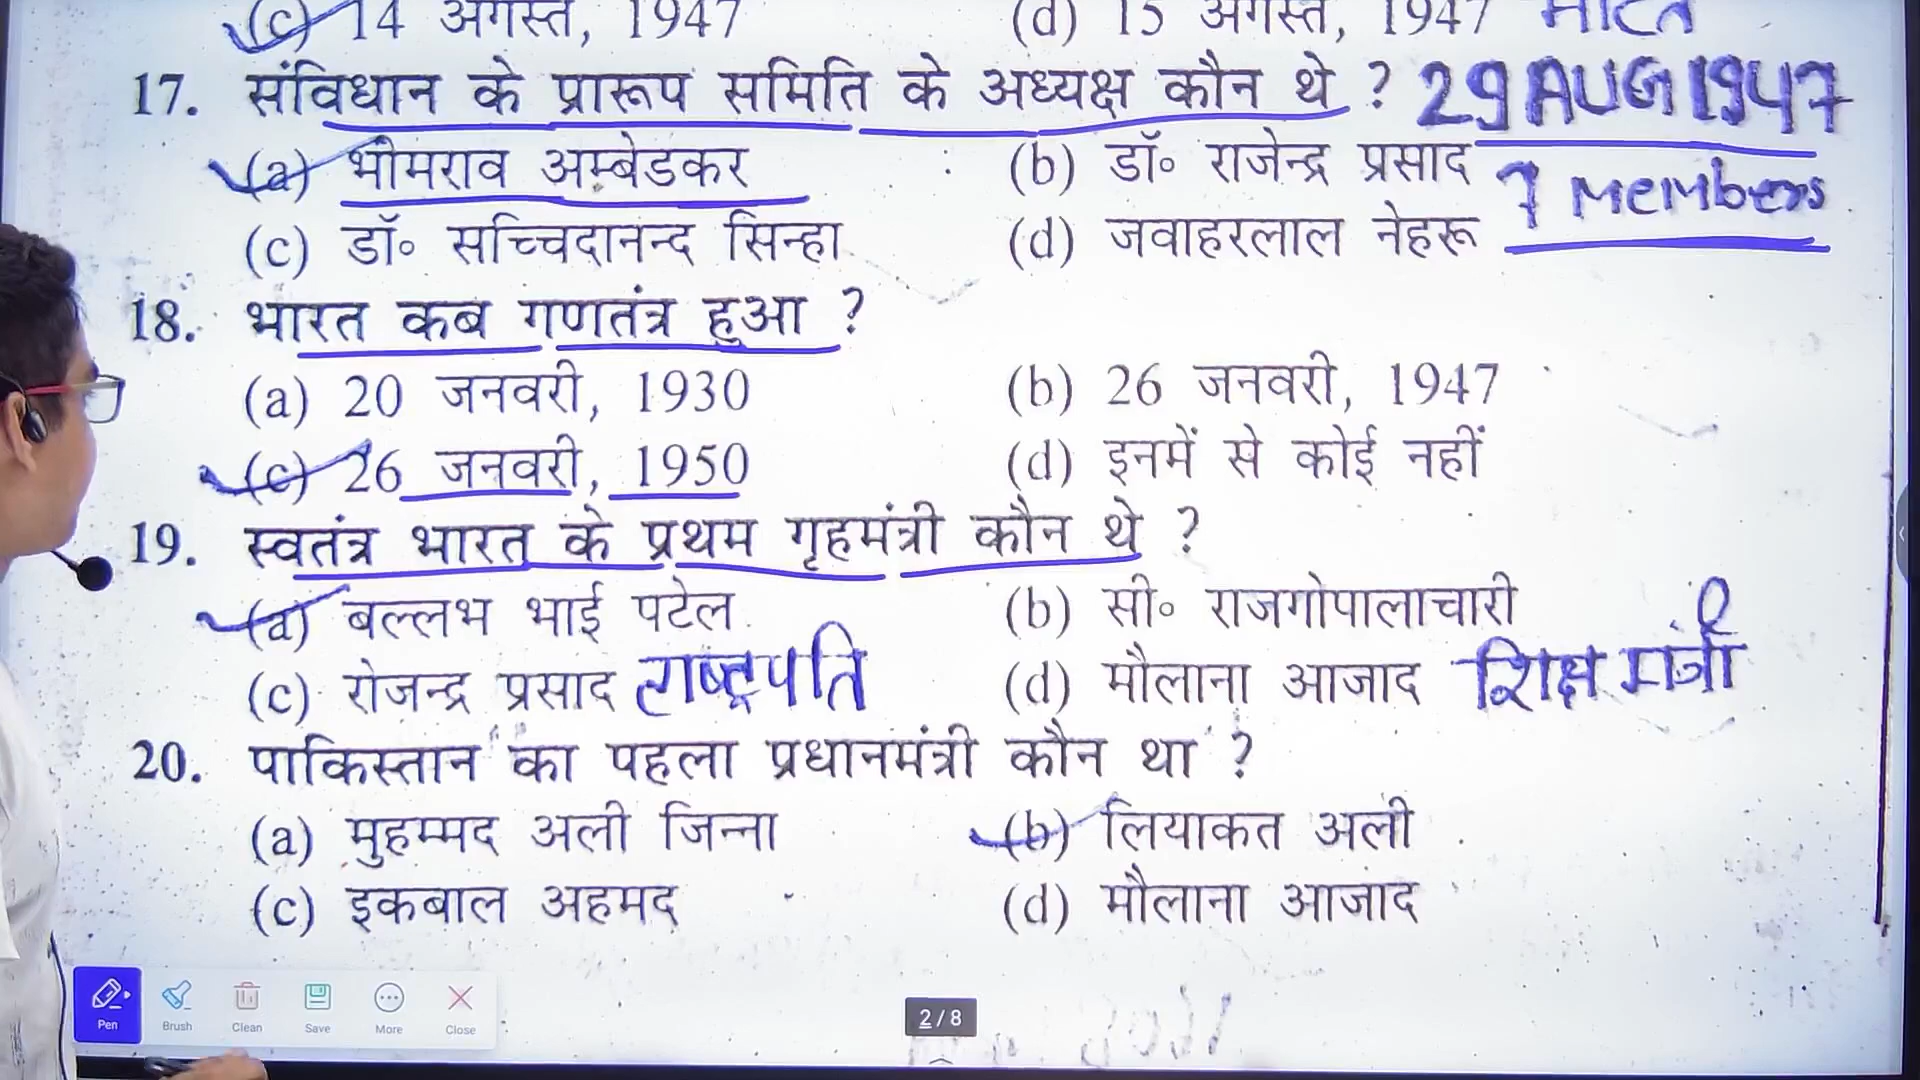 (c) 14 अगस्त, 1947 (d) 15 अगस्त, 1947 भारत
17. संविधान के प्रारूप समिति के अध्यक्ष कौन थे ? 29 AUG 1947
(a) भीमराव अम्बेडकर (b) डॉ० राजेन्द्र प्रसाद 7 Members
(c) डॉ० सच्चिदानन्द सिन्हा (d) जवाहरलाल नेहरू
18. भारत कब गणतंत्र हुआ ?
(a) 20 जनवरी, 1930 (b) 26 जनवरी, 1947
(c) 26 जनवरी, 1950 (d) इनमें से कोई नहीं
19. स्वतंत्र भारत के प्रथम गृहमंत्री कौन थे ?
(a) बल्लभ भाई पटेल (b) सी० राजगोपालाचारी
(c) रोजन्द्र प्रसाद राष्ट्रपति (d) मौलाना आजाद शिक्ष मंत्री
20. पाकिस्तान का पहला प्रधानमंत्री कौन था ?
(a) मुहम्मद अली जिन्ना (b) लियाकत अली
(c) इकबाल अहमद (d) मौलाना आजाद
Pen Brush Clean Save More Close
2/8